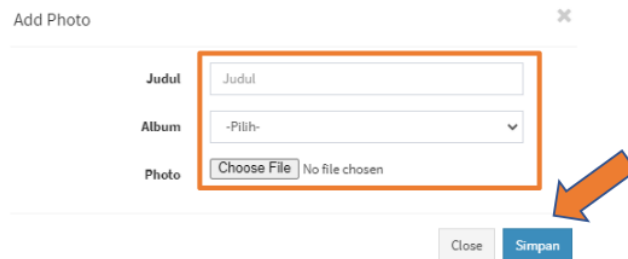 Add Photo ×
Judul Judul
Album -Pilih-
Photo Choose File No file chosen
Close Simpan